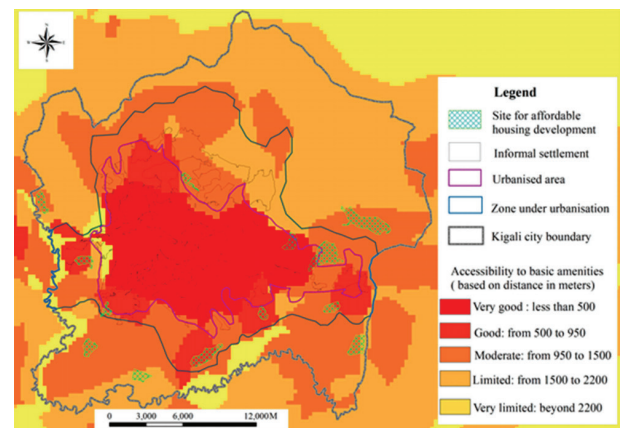 Legend
Site for affordable
housing development
Informal settlement
Urbanised area
Zone under urbanisation
Kigali city boundary
Accessibility to basic amenities
( based on distance in meters)
Very good : less than 500
Good: from 500 to 950
Moderate: from 950 to 1500
Limited: from 1500 to 2200
Very limited: beyond 2200
0 3,000 6,000 12,000M